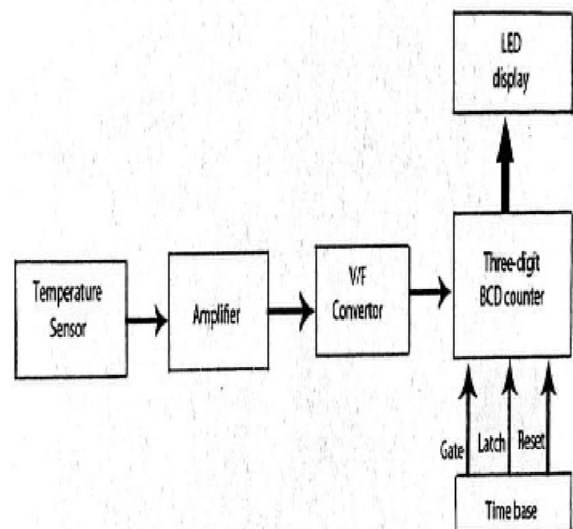 LED
display
Three-digit
BCD counter
V/F
Convertor
Temperature
Sensor
Amplifier
Gate
Latch
Reset
Time base